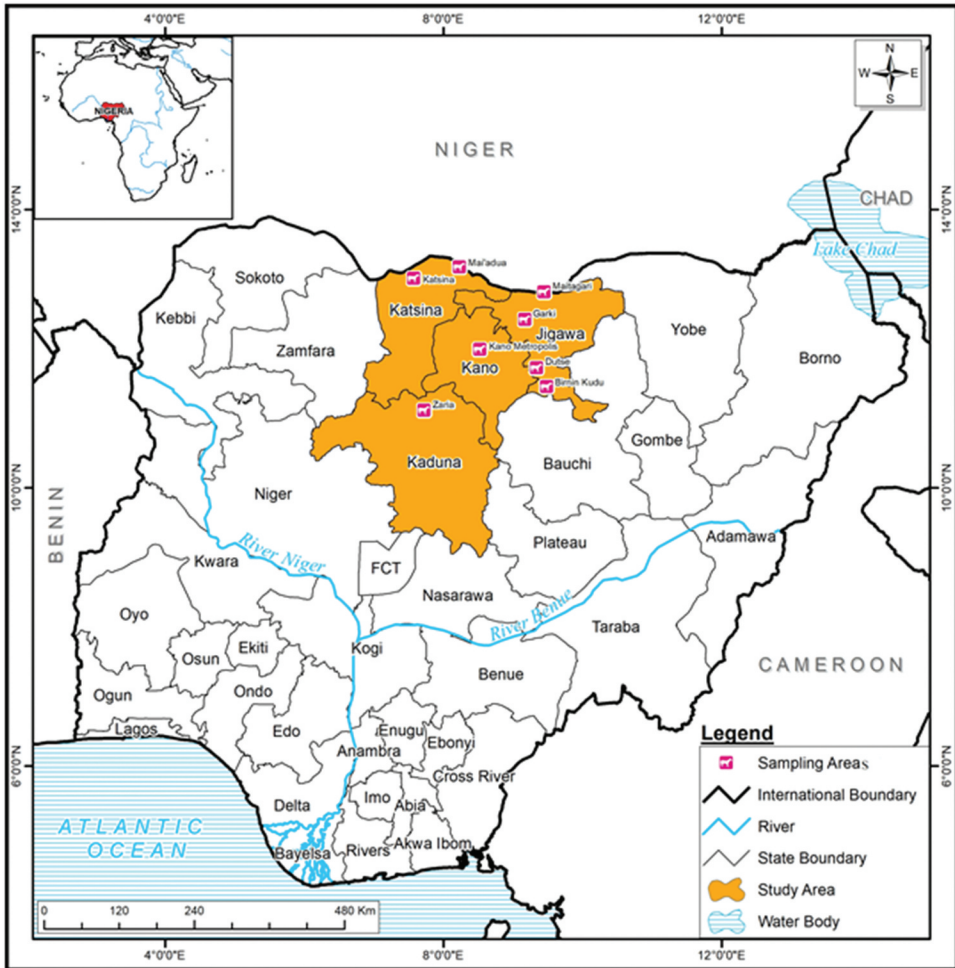 4°0'0"E
8°0'0"E
12°0'0"E
N
W
E
S
NIGERIA
NIGER
14°0'0"N
14°0'0"N
CHAD
Lake Chad
Mai'adua
Katsina
Maitagari
Sokoto
Katsina
Garki
Jigawa
Kebbi
Yobe
Kano Metropolis
Zamfara
Borno
Kano
Dutse
Birnin Kudu
Zaria
Gombe
Kaduna
Bauchi
10°0'0"N
Niger
10°0'0"N
BENIN
Plateau
Adamawa
River Niger
Kwara
FCT
Nasarawa
River Benue
Oyo
Taraba
Ekiti
Kogi
Osun
CAMEROON
Benue
Ogun
Ondo
Lagos
Edo
Enugu
Anambra
Ebonyi
Cross River
6°0'0"N
6°0'0"N
Imo
Abia
Delta
ATLANTIC
OCEAN
Bayelsa
Rivers
Akwa Ibom
Legend
Sampling Areas
International Boundary
River
State Boundary
Study Area
Water Body
0 120 240 480 Km
4°0'0"E
8°0'0"E
12°0'0"E